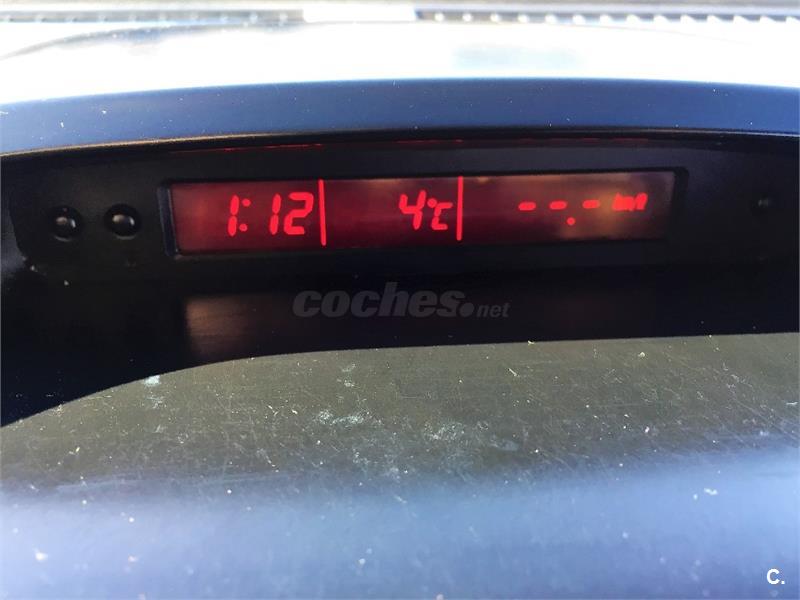 1:12 4°C --.- km/l
coches.net
C.